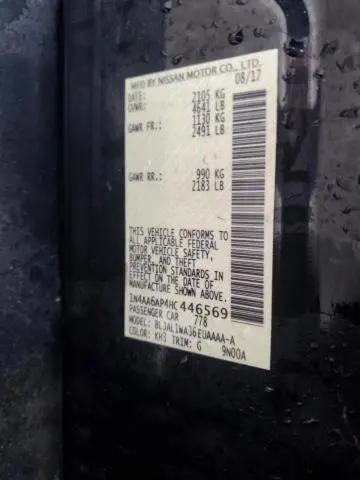 MFD BY NISSAN MOTOR CO., LTD.
08/17
DATE: 2105 KG
GVWR: 4641 LB
GAWR FR.: 1130 KG
2491 LB
GAWR RR.: 990 KG
2183 LB
THIS VEHICLE CONFORMS TO
ALL APPLICABLE FEDERAL
MOTOR VEHICLE SAFETY,
BUMPER, AND THEFT
PREVENTION STANDARDS IN
EFFECT ON THE DATE OF
MANUFACTURE SHOWN ABOVE.
1N4AA6AP4HC446569
PASSENGER CAR 778
MODEL: BL3ALIWA36EUAAAA-A
COLOR: KH3 TRIM: G 9N00A